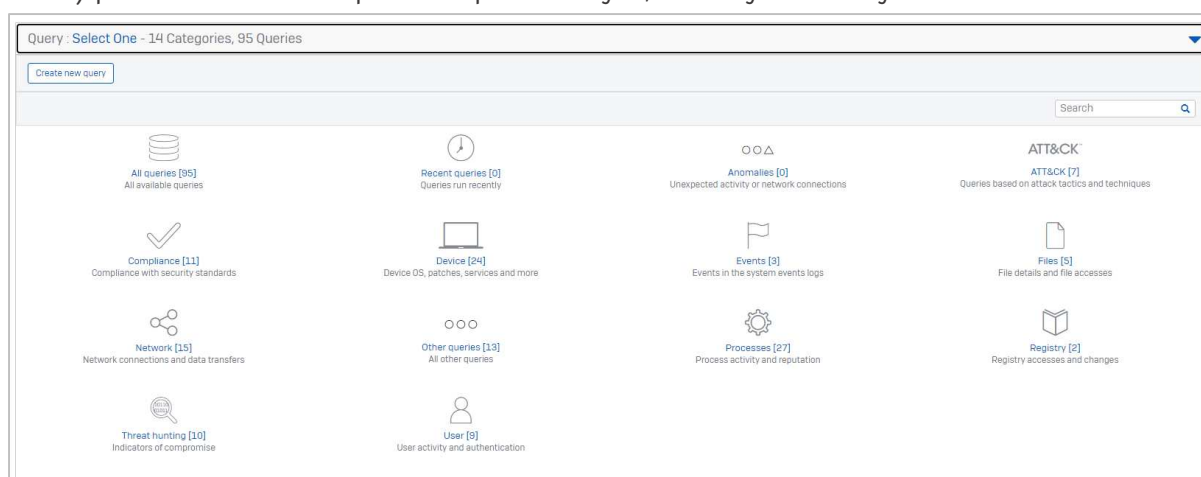 Query : Select One - 14 Categories, 95 Queries
Create new query
Search
ATT&CK™
All queries [95]
Recent queries [0]
Anomalies [0]
ATT&CK [7]
All available queries
Queries run recently
Unexpected activity or network connections
Queries based on attack tactics and techniques
Compliance [11]
Device [24]
Events [3]
Files [5]
Compliance with security standards
Device OS, patches, services and more
Events in the system events logs
File details and file accesses
Network [15]
Other queries [13]
Processes [27]
Registry [2]
Network connections and data transfers
All other queries
Process activity and reputation
Registry accesses and changes
Threat hunting [10]
User [9]
Indicators of compromise
User activity and authentication